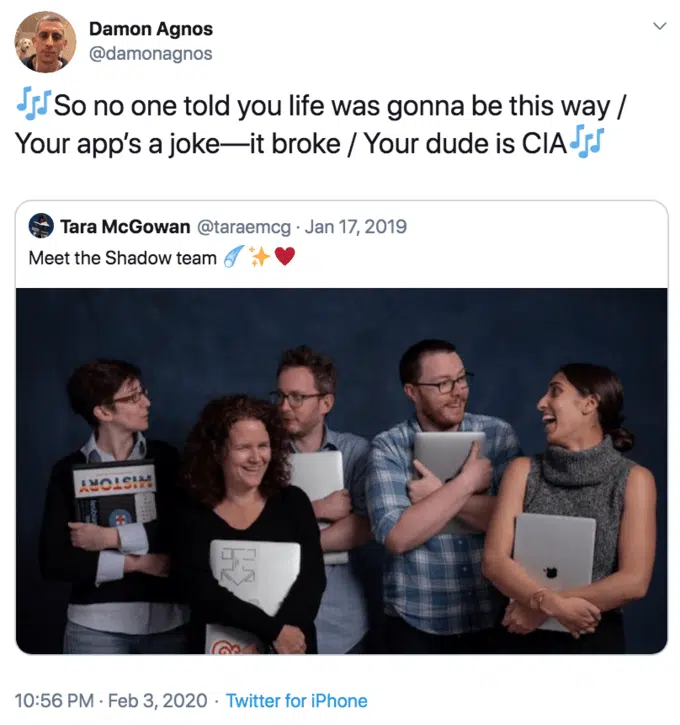 Damon Agnos
@damonagnos
🎶So no one told you life was gonna be this way /
Your app’s a joke—it broke / Your dude is CIA🎶
Tara McGowan @taraemcg · Jan 17, 2019
Meet the Shadow team ☄️✨♥️
HISTORY
10:56 PM · Feb 3, 2020 · Twitter for iPhone